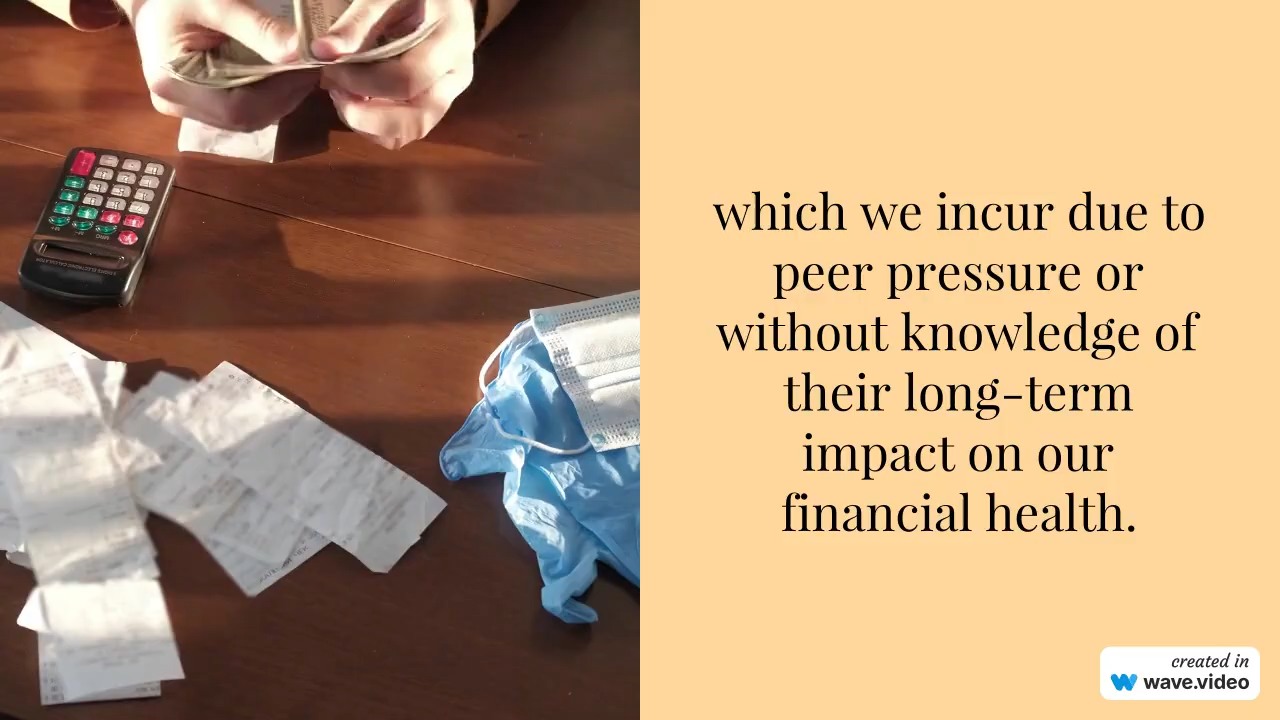 which we incur due to
peer pressure or
without knowledge of
their long-term
impact on our
financial health.
created in
wave.video